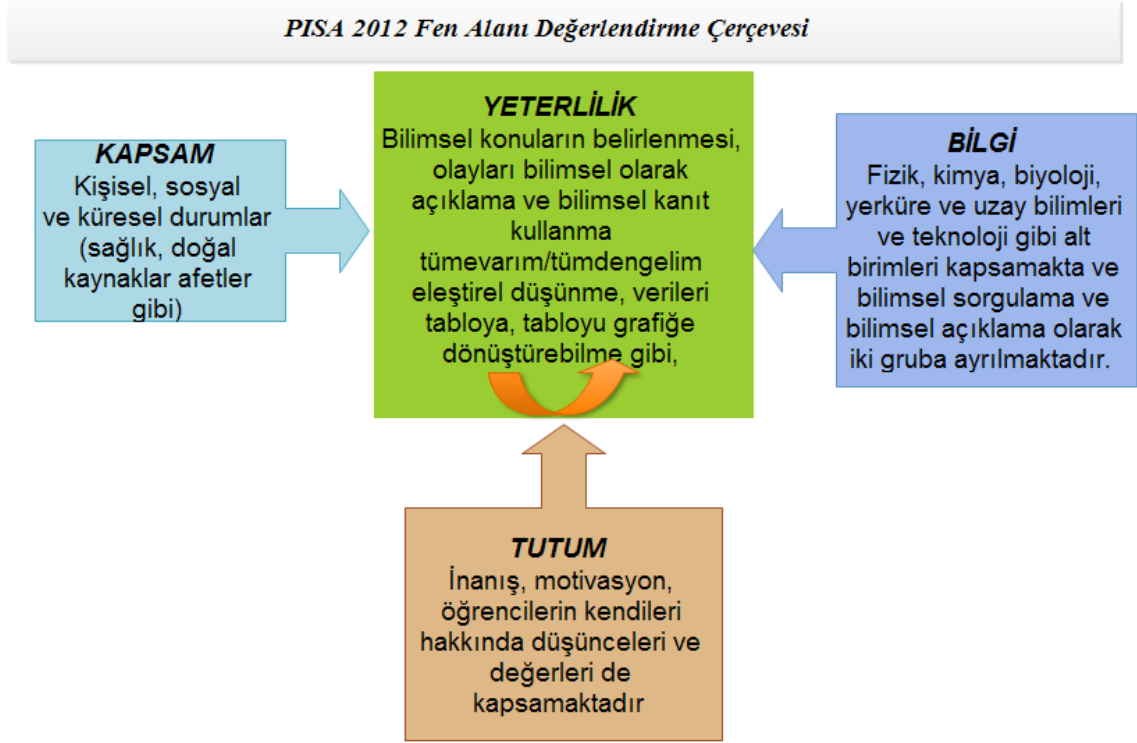 PISA 2012 Fen Alanı Değerlendirme Çerçevesi
KAPSAM
Kişisel, sosyal
ve küresel durumlar
(sağlık, doğal
kaynaklar afetler
gibi)
YETERLİLİK
Bilimsel konuların belirlenmesi,
olayları bilimsel olarak
açıklama ve bilimsel kanıt
kullanma
tümevarım/tümdengelim
eleştirel düşünme, verileri
tabloya, tabloyu grafiğe
dönüştürebilme gibi,
BİLGİ
Fizik, kimya, biyoloji,
yerküre ve uzay bilimleri
ve teknoloji gibi alt
birimleri kapsamakta ve
bilimsel sorgulama ve
bilimsel açıklama olarak
iki gruba ayrılmaktadır.
TUTUM
İnanış, motivasyon,
öğrencilerin kendileri
hakkında düşünceleri ve
değerleri de
kapsamaktadır